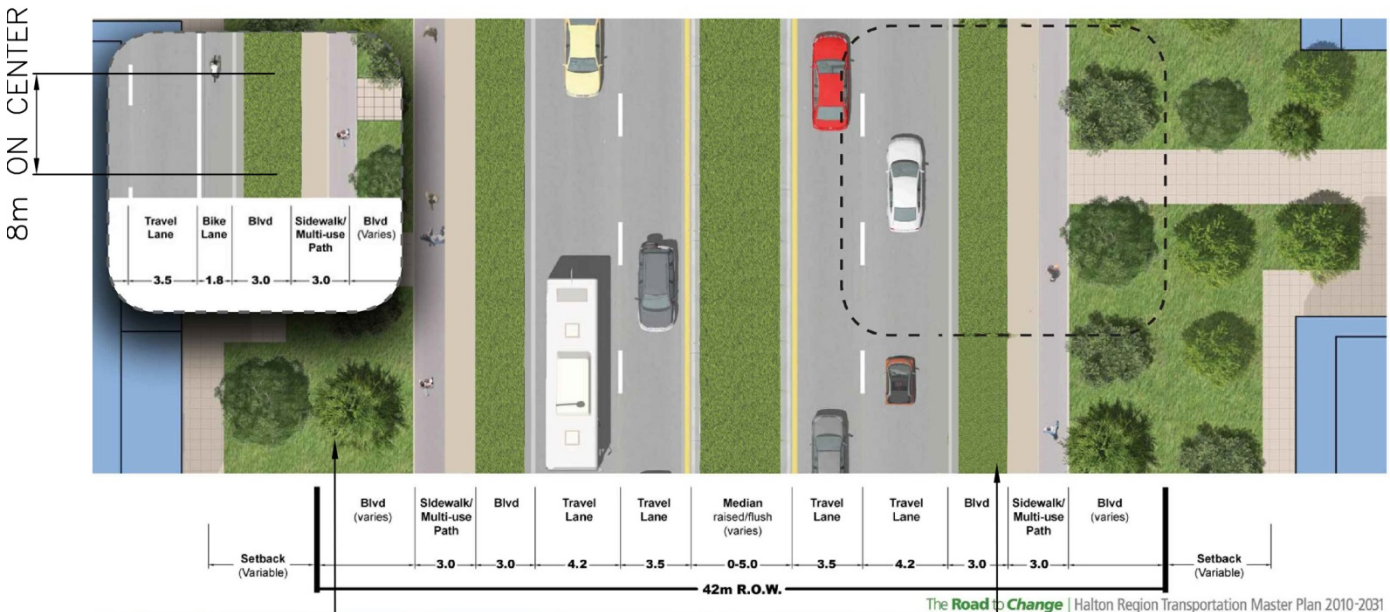 8m ON CENTER
Travel Lane
Bike Lane
Blvd
Sidewalk/ Multi-use Path
Blvd (Varies)
3.5
1.8
3.0
3.0
Blvd (varies)
Sidewalk/ Multi-use Path
Blvd
Travel Lane
Travel Lane
Median raised/flush (varies)
Travel Lane
Travel Lane
Blvd
Sidewalk/ Multi-use Path
Blvd (varies)
Setback (Variable)
3.0
3.0
4.2
3.5
0-5.0
3.5
4.2
3.0
3.0
Setback (Variable)
42m R.O.W.
The Road to Change | Halton Region Transportation Master Plan 2010-2031